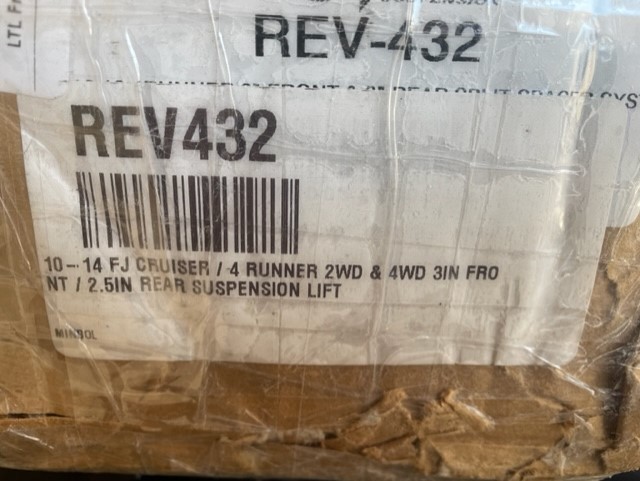 LTL
REV-432
REV432
10-14 FJ CRUISER / 4 RUNNER 2WD & 4WD 3IN FRO
NT / 2.5IN REAR SUSPENSION LIFT